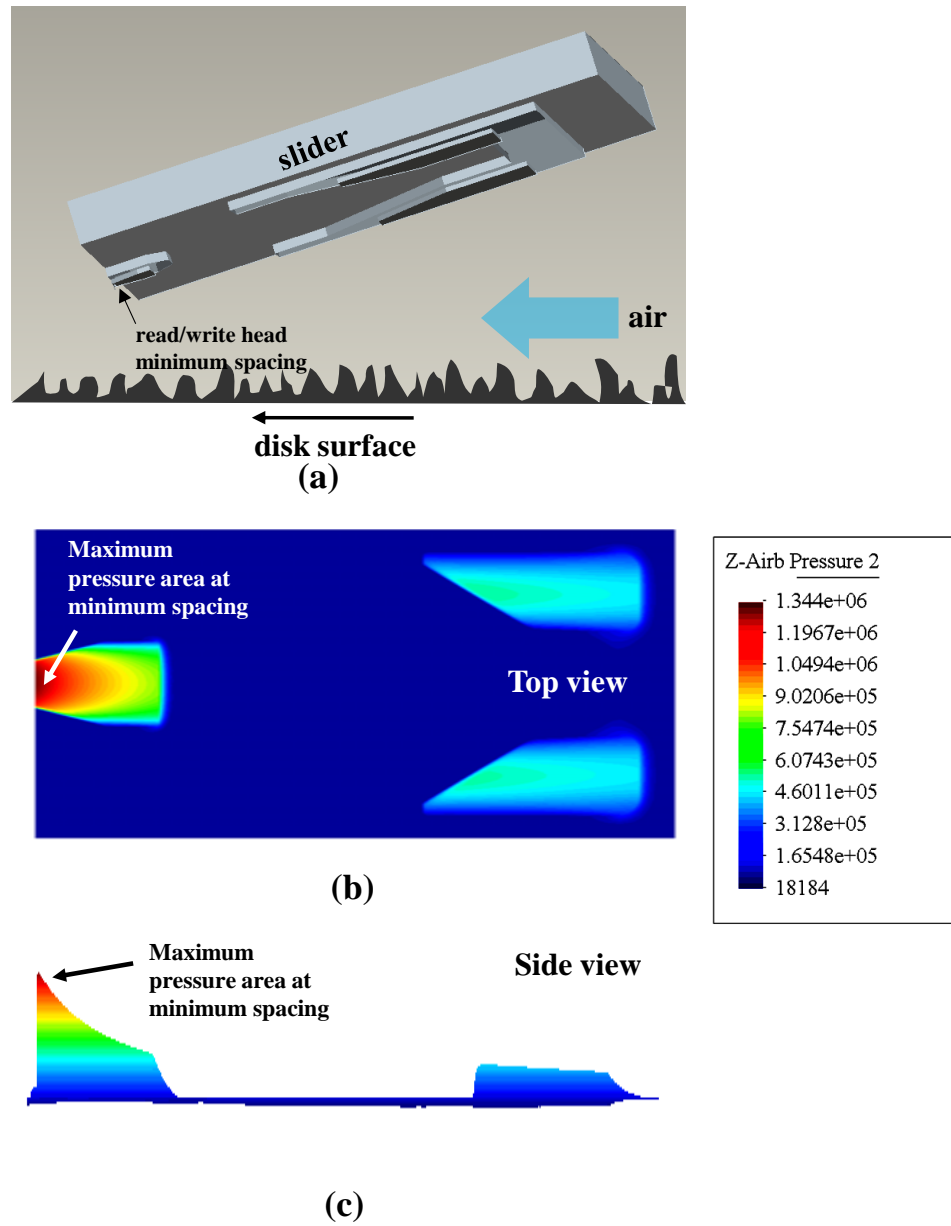 slider
air
read/write head
minimum spacing
disk surface
(a)
Maximum
pressure area at
minimum spacing
Top view
(b)
Z-Airb Pressure 2
1.344e+06
1.1967e+06
1.0494e+06
9.0206e+05
7.5474e+05
6.0743e+05
4.6011e+05
3.128e+05
1.6548e+05
18184
Maximum
pressure area at
minimum spacing
Side view
(c)